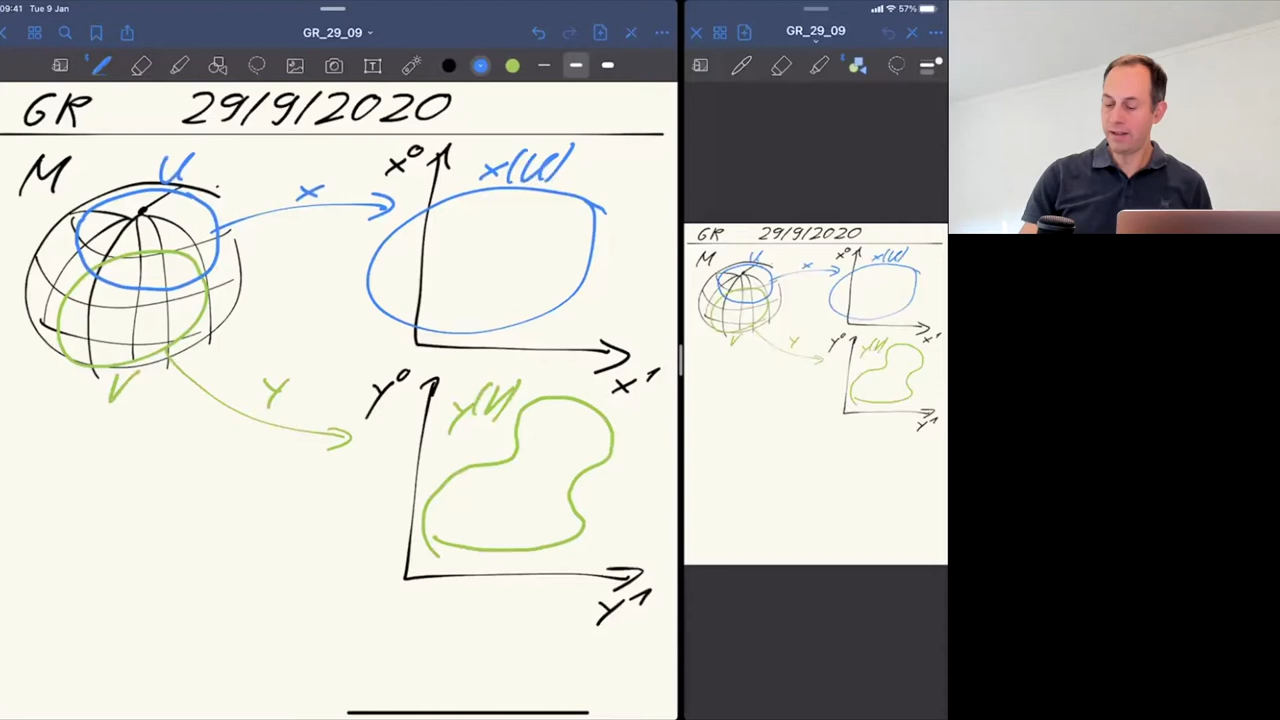 09:41 Tue 9 Jan
57%
GR_29_09
GR_29_09
T
GR 29/9/2020
M
U
x
x⁰
x(U)
x¹
V
y
y⁰
y(V)
y¹
GR 29/9/2020
M
U
x
x⁰
x(U)
x¹
V
y
y⁰
y(V)
y¹